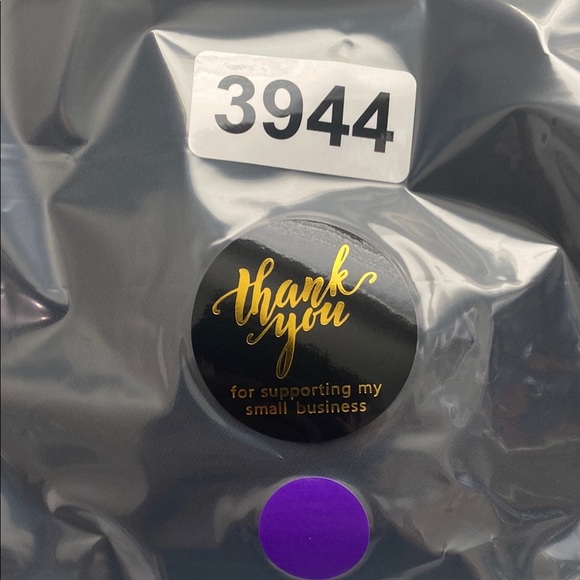 3944
thank
you
for supporting my
small business